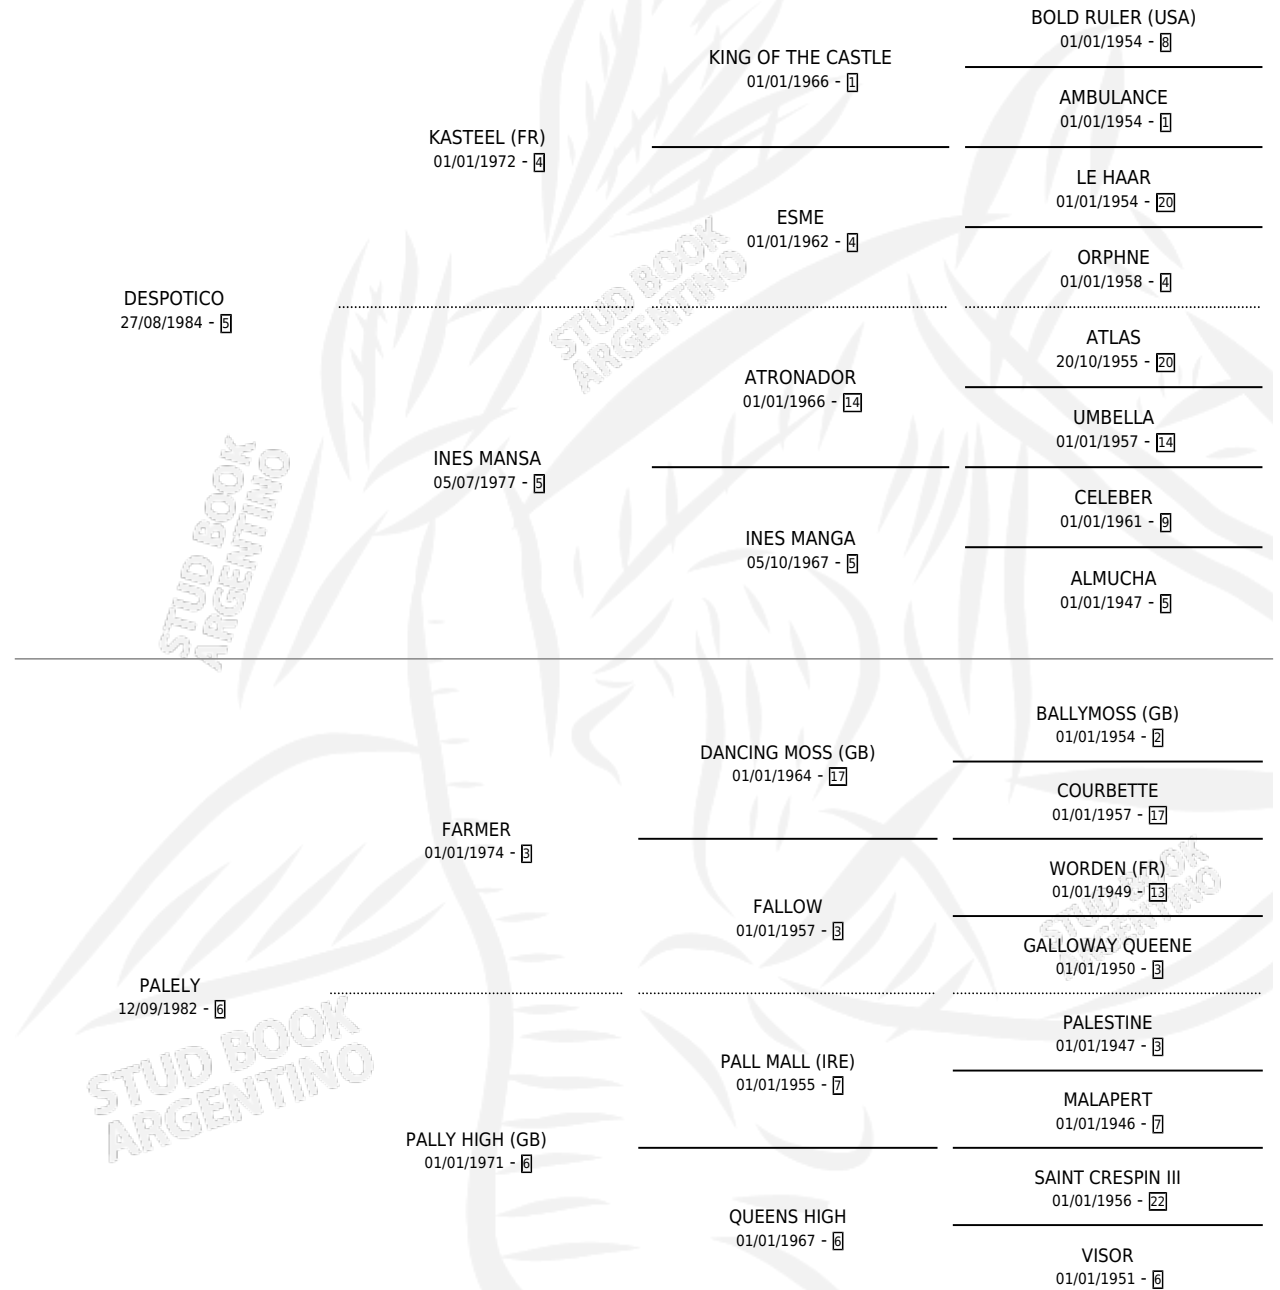 BOLD RULER (USA)
01/01/1954 - 8
KING OF THE CASTLE
01/01/1966 - 1
AMBULANCE
01/01/1954 - 1
KASTEEL (FR)
01/01/1972 - 4
LE HAAR
01/01/1954 - 20
ESME
01/01/1962 - 4
ORPHNE
01/01/1958 - 4
DESPOTICO
27/08/1984 - 5
ATLAS
20/10/1955 - 20
ATRONADOR
01/01/1966 - 14
UMBELLA
01/01/1957 - 14
INES MANSA
05/07/1977 - 5
CELEBER
01/01/1961 - 9
INES MANGA
05/10/1967 - 5
ALMUCHA
01/01/1947 - 5
BALLYMOSS (GB)
01/01/1954 - 2
DANCING MOSS (GB)
01/01/1964 - 17
COURBETTE
01/01/1957 - 17
FARMER
01/01/1974 - 3
WORDEN (FR)
01/01/1949 - 13
FALLOW
01/01/1957 - 3
GALLOWAY QUEENE
01/01/1950 - 3
PALELY
12/09/1982 - 6
PALESTINE
01/01/1947 - 3
PALL MALL (IRE)
01/01/1955 - 7
MALAPERT
01/01/1946 - 7
PALLY HIGH (GB)
01/01/1971 - 6
SAINT CRESPIN III
01/01/1956 - 22
QUEENS HIGH
01/01/1967 - 6
VISOR
01/01/1951 - 6
STUD BOOK
ARGENTINO
STUD BOOK
ARGENTINO
STUD BOOK
ARGENTINO
STUD BOOK
ARGENTINO